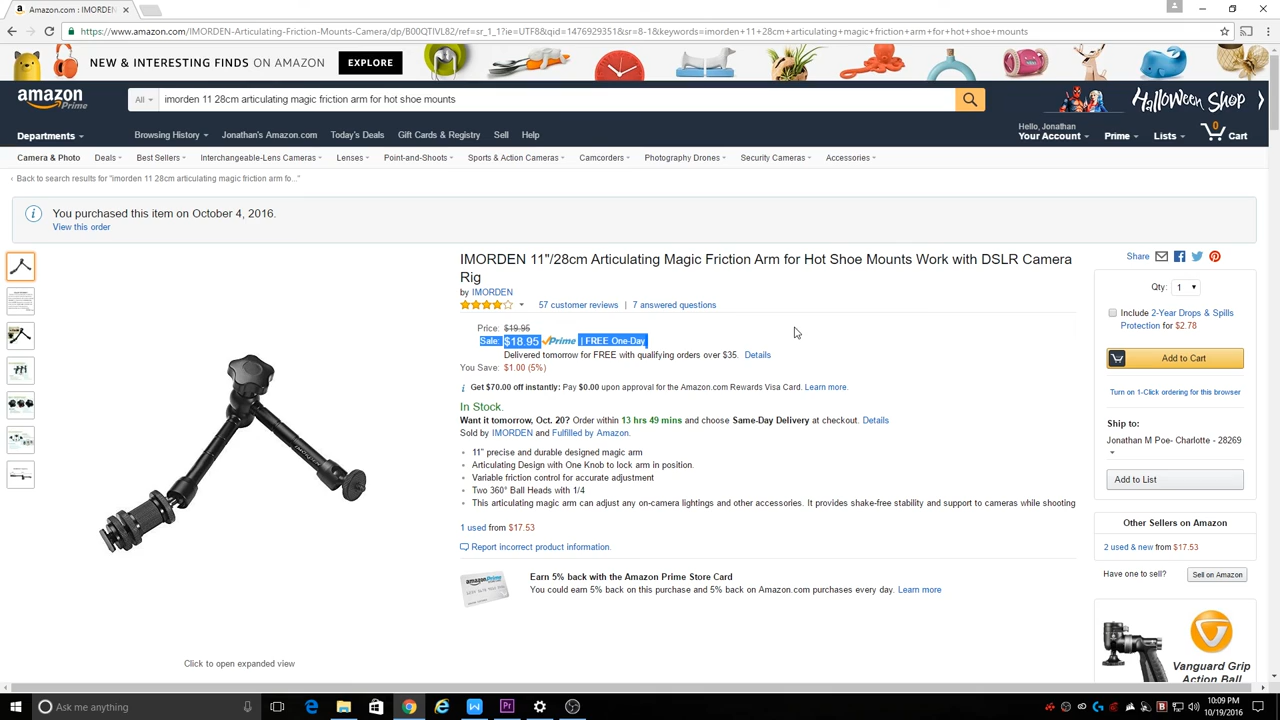 Amazon.com : IMORDEN
https://www.amazon.com/IMORDEN-Articulating-Friction-Mounts-Camera/dp/B00QTIVL82/ref=sr_1_1?ie=UTF8&qid=1476929351&sr=8-1&keywords=imorden+11+28cm+articulating+magic+friction+arm+for+hot+shoe+mounts
NEW & INTERESTING FINDS ON AMAZON
EXPLORE
amazon Prime
All
imorden 11 28cm articulating magic friction arm for hot shoe mounts
Halloween Shop
Departments
Browsing History
Jonathan's Amazon.com
Today's Deals
Gift Cards & Registry
Sell
Help
Hello, Jonathan
Your Account
Prime
Lists
0
Cart
Camera & Photo
Deals
Best Sellers
Interchangeable-Lens Cameras
Lenses
Point-and-Shoots
Sports & Action Cameras
Camcorders
Photography Drones
Security Cameras
Accessories
‹ Back to search results for "imorden 11 28cm articulating magic friction arm fo..."
You purchased this item on October 4, 2016.
View this order
IMORDEN 11"/28cm Articulating Magic Friction Arm for Hot Shoe Mounts Work with DSLR Camera
Rig
by IMORDEN
57 customer reviews | 7 answered questions
Price: $19.95
Sale: $18.95 Prime | FREE One-Day
Delivered tomorrow for FREE with qualifying orders over $35. Details
You Save: $1.00 (5%)
Get $70.00 off instantly: Pay $0.00 upon approval for the Amazon.com Rewards Visa Card. Learn more.
In Stock.
Want it tomorrow, Oct. 20? Order within 13 hrs 49 mins and choose Same-Day Delivery at checkout. Details
Sold by IMORDEN and Fulfilled by Amazon.
• 11" precise and durable designed magic arm
• Articulating Design with One Knob to lock arm in position.
• Variable friction control for accurate adjustment
• Two 360° Ball Heads with 1/4
• This articulating magic arm can adjust any on-camera lightings and other accessories. It provides shake-free stability and support to cameras while shooting
1 used from $17.53
Report incorrect product information.
amazonPrime
Earn 5% back with the Amazon Prime Store Card
You could earn 5% back on this purchase and 5% back on Amazon.com purchases every day. Learn more
Click to open expanded view
Share
Qty: 1
Include 2-Year Drops & Spills
Protection for $2.78
Add to Cart
Turn on 1-Click ordering for this browser
Ship to:
Jonathan M Poe- Charlotte - 28269
Add to List
Other Sellers on Amazon
2 used & new from $17.53
Have one to sell?
Sell on Amazon
Vanguard Grip
Action Ball
Ask me anything
10:09 PM
10/19/2016